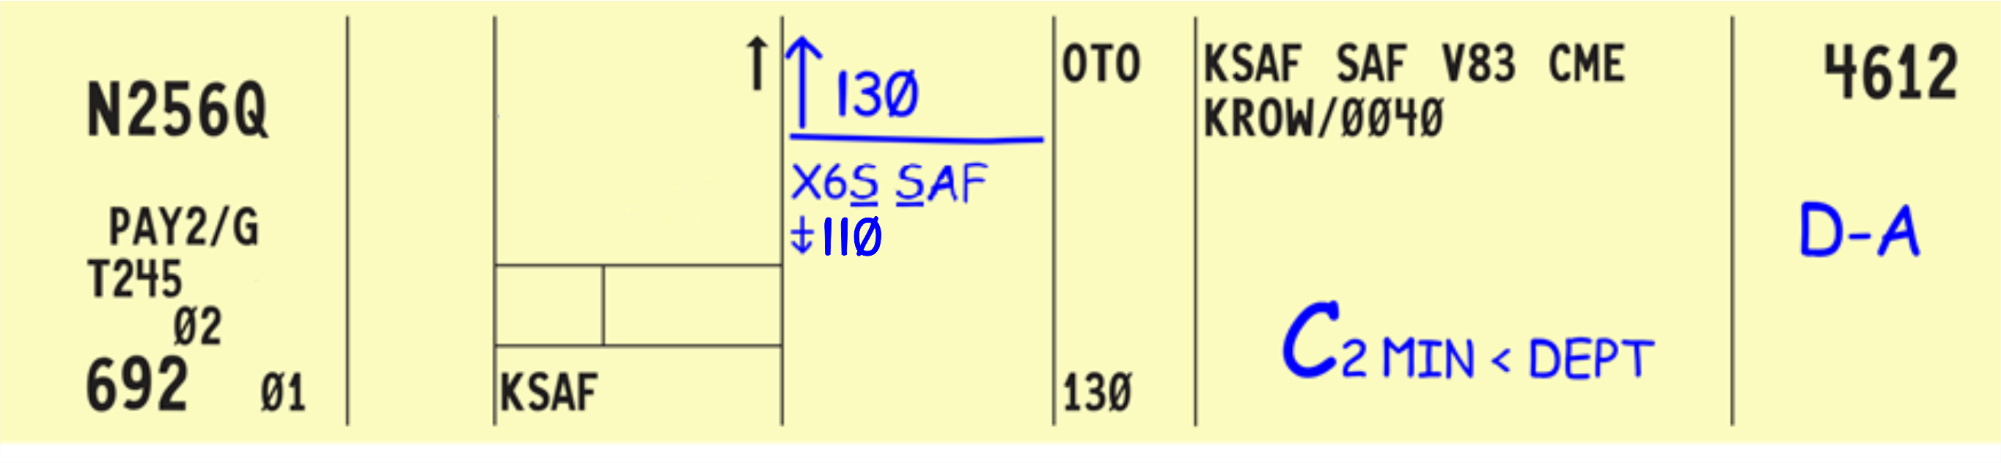 N256Q
PAY2/G
T245
Ø2
692 Ø1
KSAF
↑
↑ 13Ø
X6S SAF
‡ 11Ø
OTO
13Ø
KSAF SAF V83 CME
KROW/ØØ4Ø
C 2 MIN < DEPT
4612
D-A